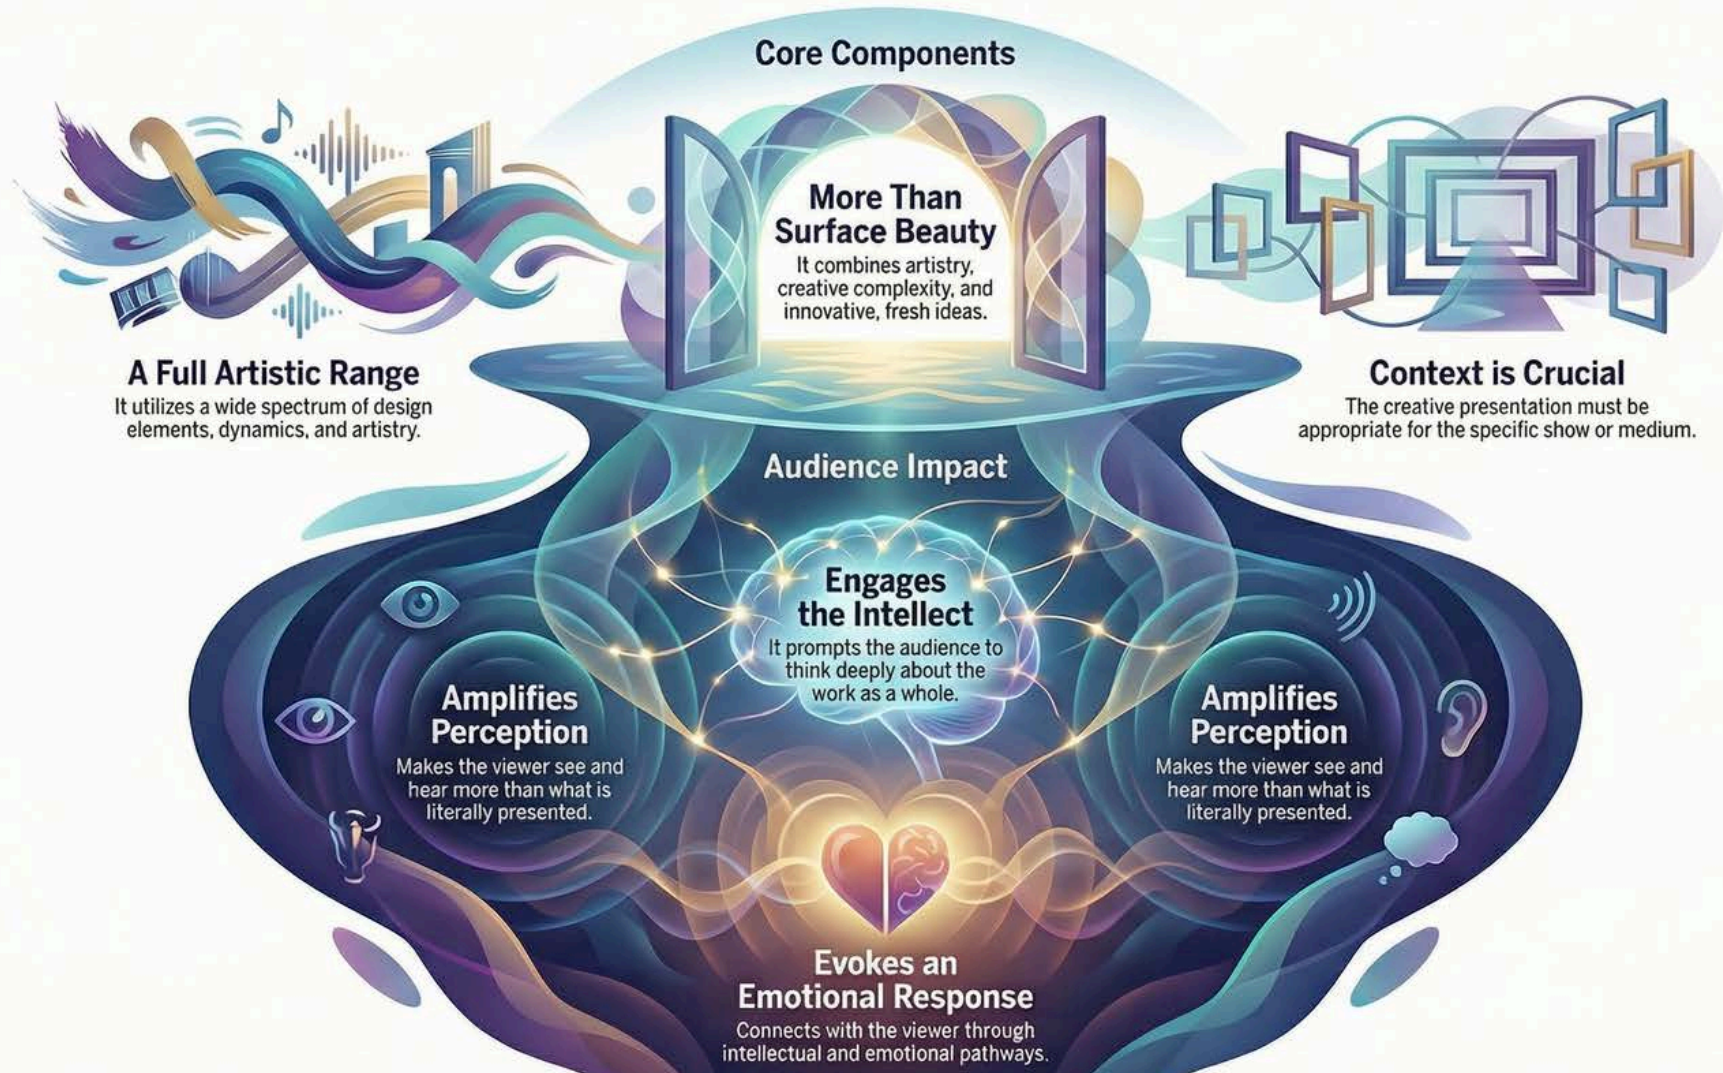 Core Components
More Than
Surface Beauty
It combines artistry,
creative complexity, and
innovative, fresh ideas.
A Full Artistic Range
It utilizes a wide spectrum of design
elements, dynamics, and artistry.
Context is Crucial
The creative presentation must be
appropriate for the specific show or medium.
Audience Impact
Engages
the Intellect
It prompts the audience to
think deeply about the
work as a whole.
Amplifies
Perception
Makes the viewer see and
hear more than what is
literally presented.
Amplifies
Perception
Makes the viewer see and
hear more than what is
literally presented.
Evokes an
Emotional Response
Connects with the viewer through
intellectual and emotional pathways.